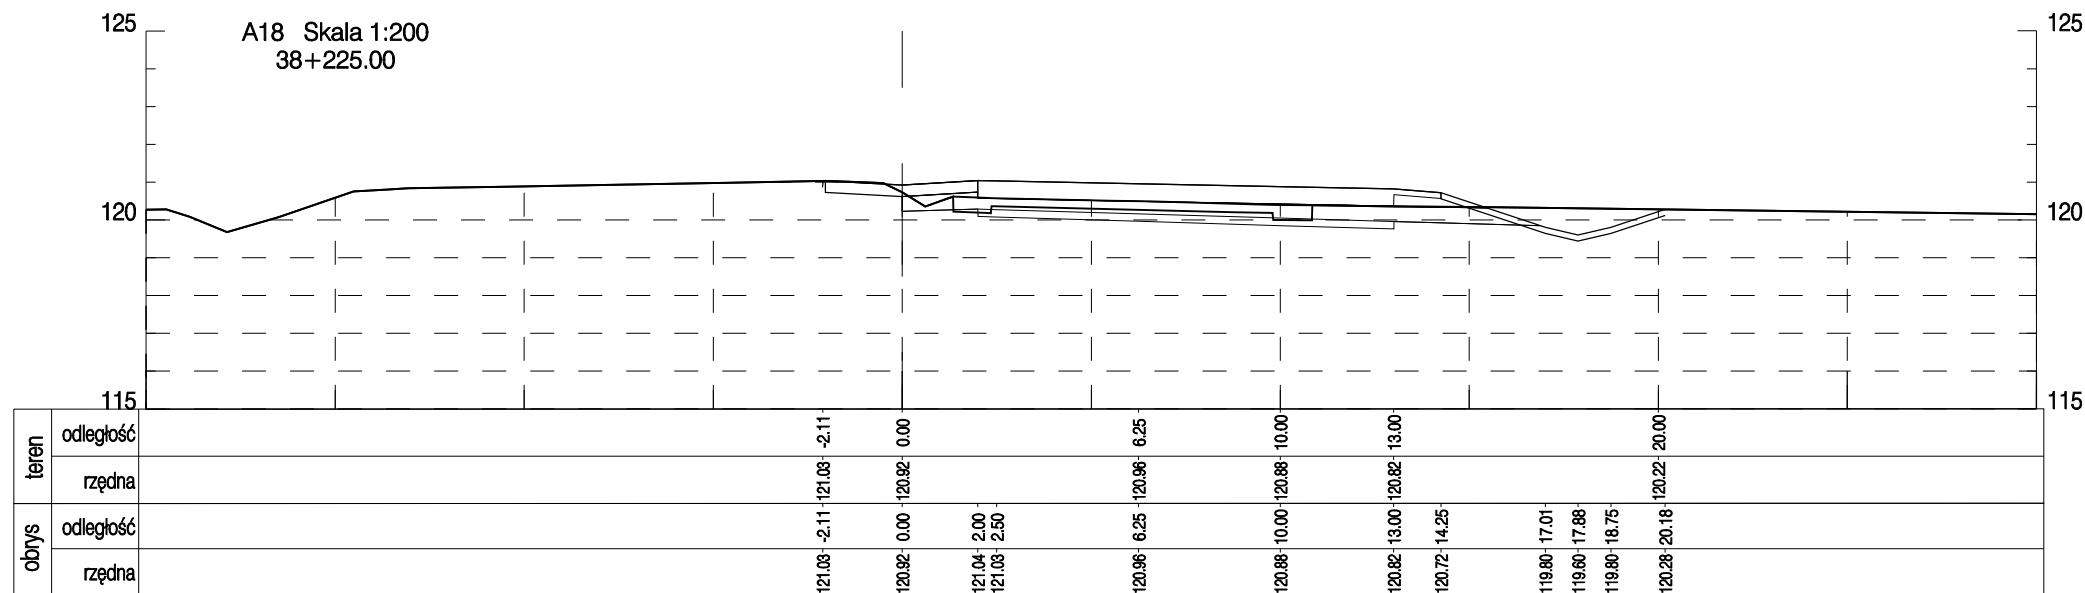 125
A18 Skala 1:200
125
38+225.00
120
120
115
115
teren
odległość -2.11 0.00 6.25 10.00 13.00 20.00
rzędna 121.03 120.92 120.96 120.88 120.82 120.22
obrys
odległość -2.11 0.00 2.00 2.50 6.25 10.00 13.00 14.25 17.01 17.88 18.75 20.18
rzędna 121.03 120.92 121.04 121.03 120.96 120.88 120.82 120.72 119.80 119.60 119.80 120.28